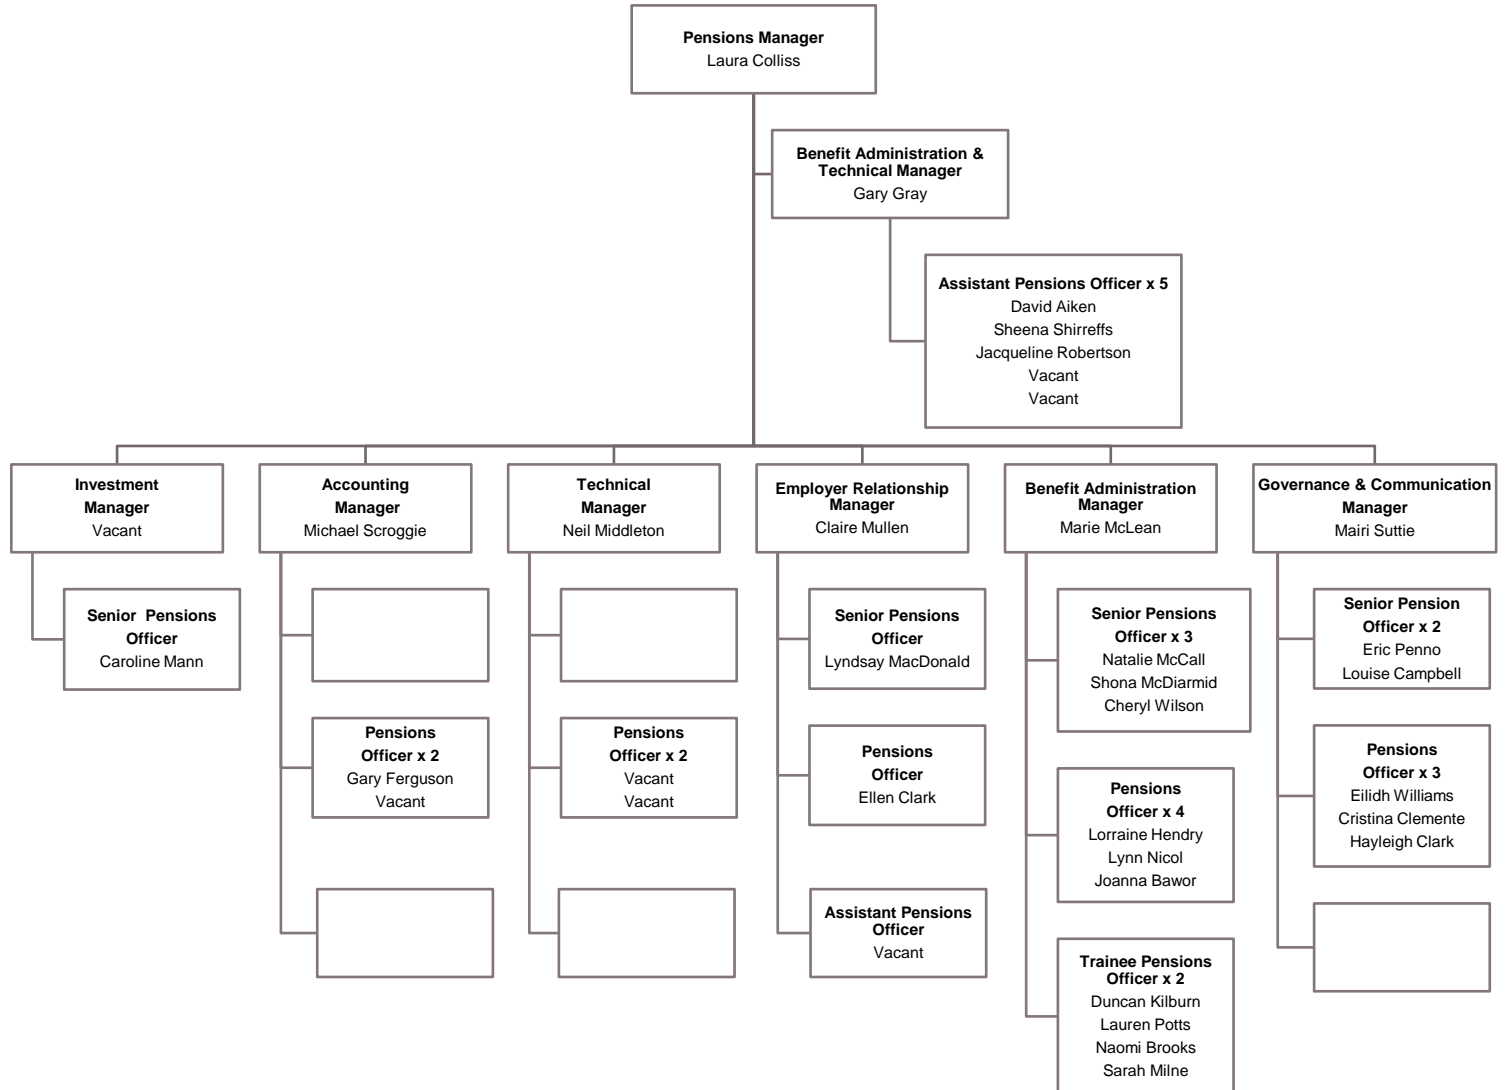 Pensions Manager
Laura Colliss
Benefit Administration &
Technical Manager
Gary Gray
Assistant Pensions Officer x 5
David Aiken
Sheena Shirreffs
Jacqueline Robertson
Vacant
Vacant
Investment
Manager
Vacant
Senior Pensions
Officer
Caroline Mann
Accounting
Manager
Michael Scroggie
Pensions
Officer x 2
Gary Ferguson
Vacant
Technical
Manager
Neil Middleton
Pensions
Officer x 2
Vacant
Vacant
Employer Relationship
Manager
Claire Mullen
Senior Pensions
Officer
Lyndsay MacDonald
Pensions
Officer
Ellen Clark
Assistant Pensions
Officer
Vacant
Benefit Administration
Manager
Marie McLean
Senior Pensions
Officer x 3
Natalie McCall
Shona McDiarmid
Cheryl Wilson
Pensions
Officer x 4
Lorraine Hendry
Lynn Nicol
Joanna Bawor
Trainee Pensions
Officer x 2
Duncan Kilburn
Lauren Potts
Naomi Brooks
Sarah Milne
Governance & Communication
Manager
Mairi Suttie
Senior Pension
Officer x 2
Eric Penno
Louise Campbell
Pensions
Officer x 3
Eilidh Williams
Cristina Clemente
Hayleigh Clark